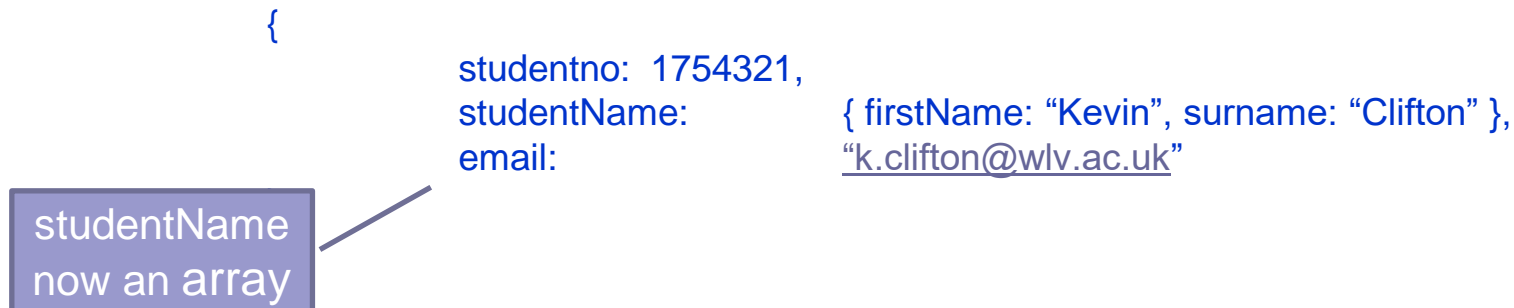 {
studentno: 1754321,
studentName: { firstName: “Kevin”, surname: “Clifton” },
email: “k.clifton@wlv.ac.uk”
studentName
now an array